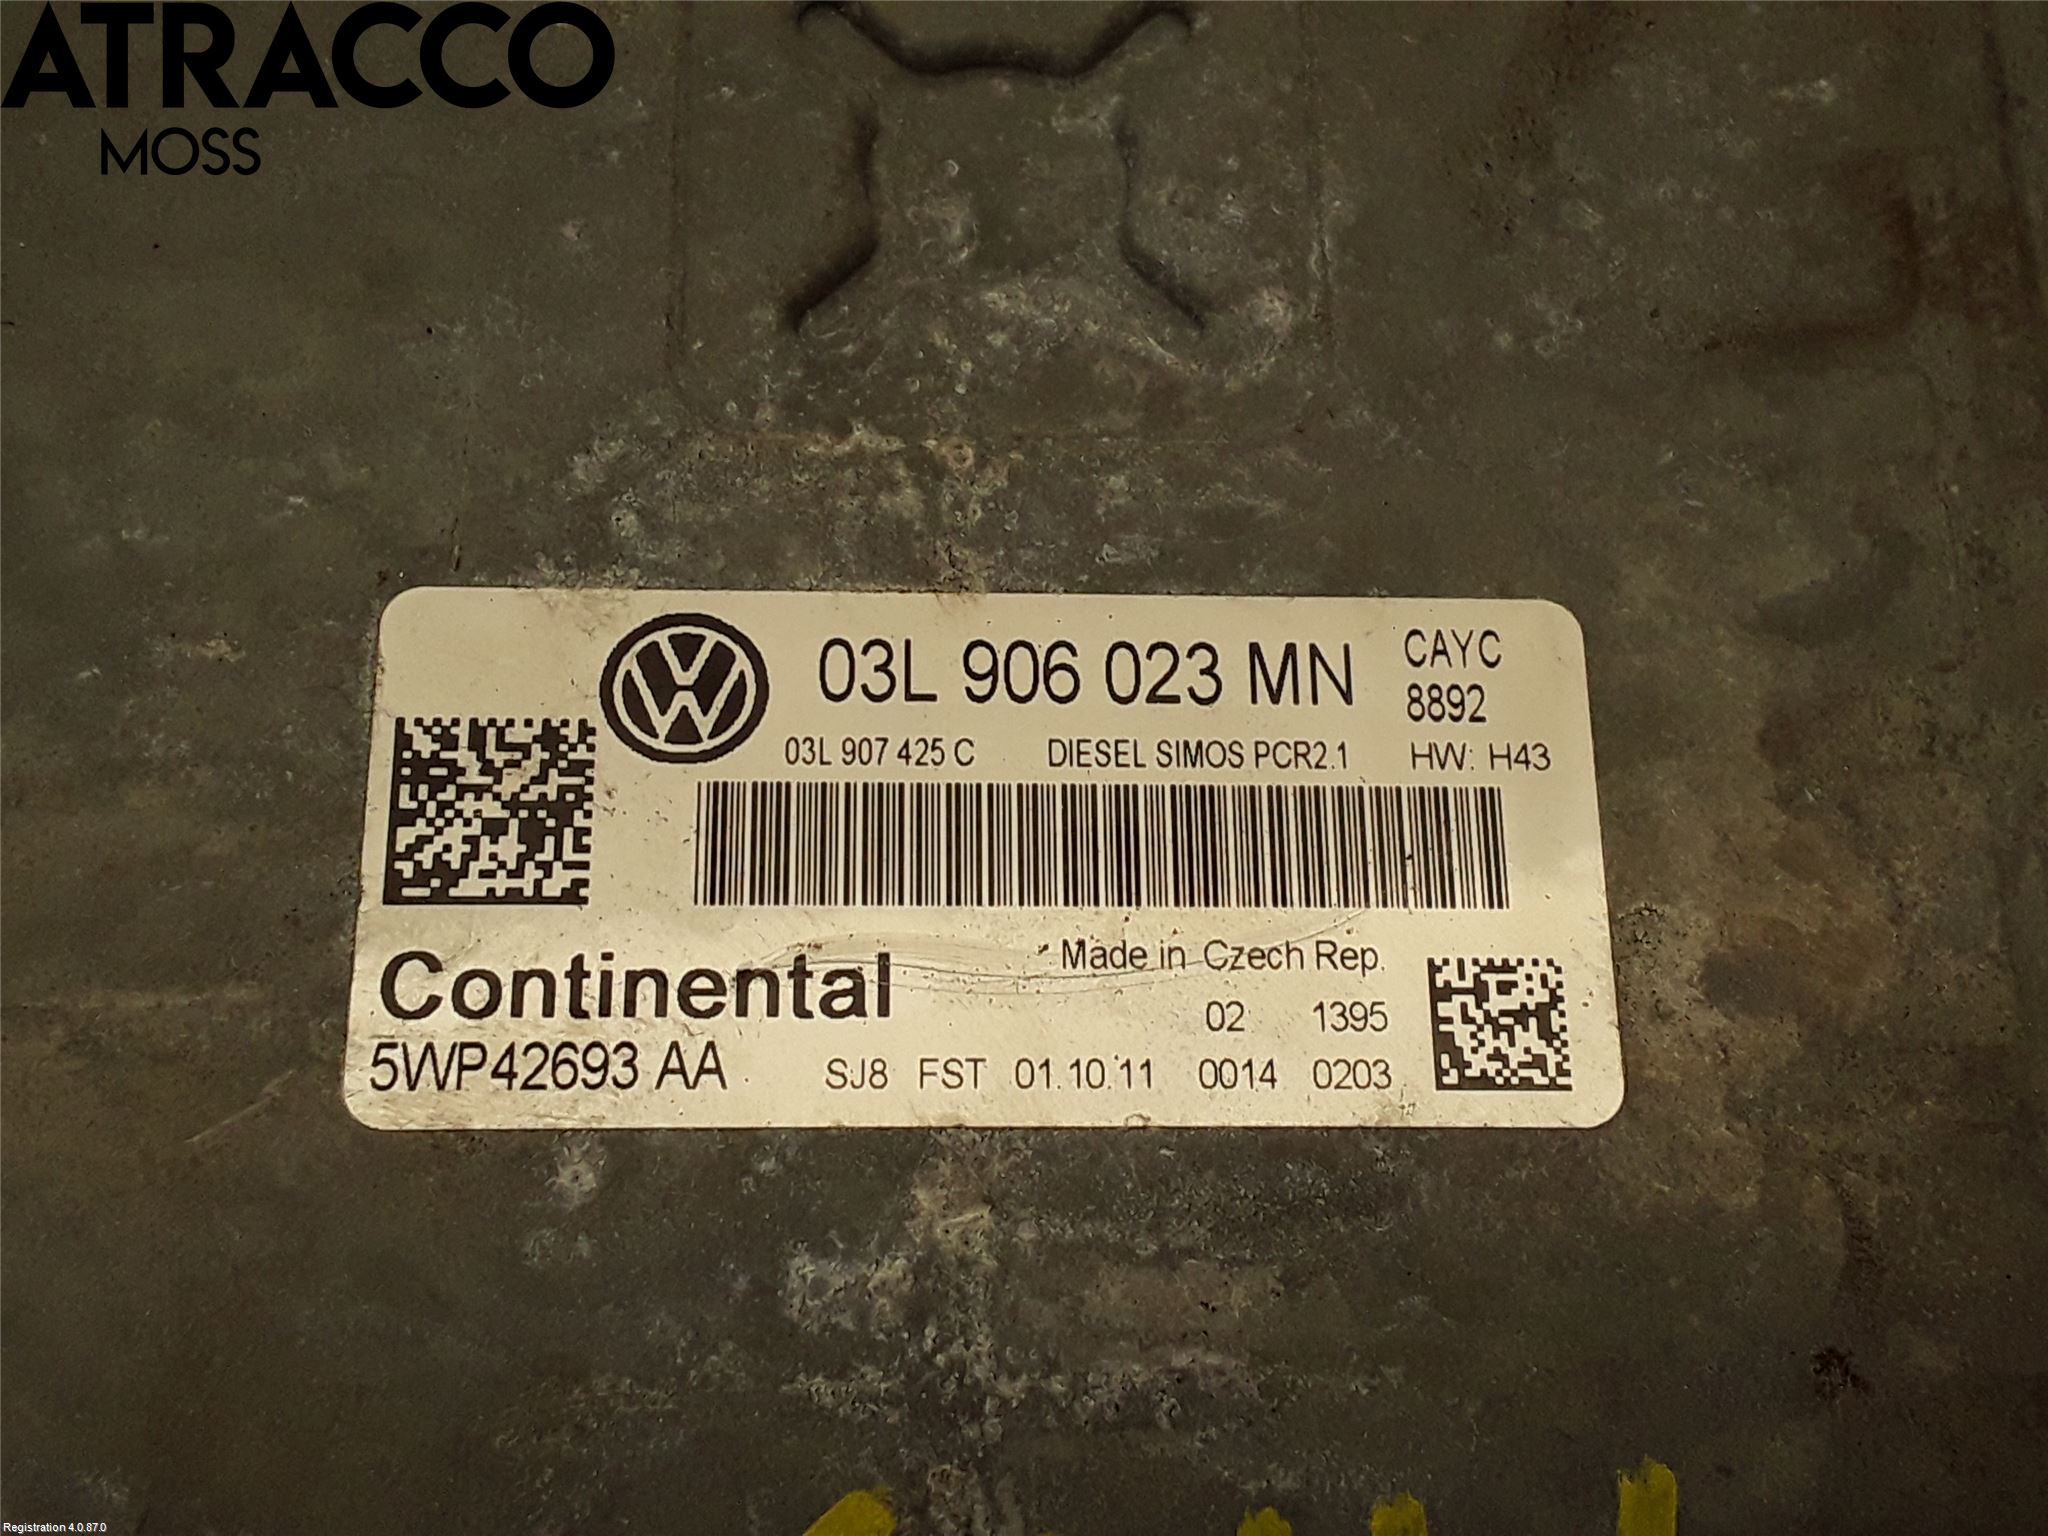 ATRACCO
MOSS
03L 906 023 MN
CAYC
8892
03L 907 425 C DIESEL SIMOS PCR2.1 HW: H43
Continental
Made in Czech Rep.
02 1395
5WP42693 AA SJ8 FST 01.10.11 0014 0203
Registration 4.0.87.0